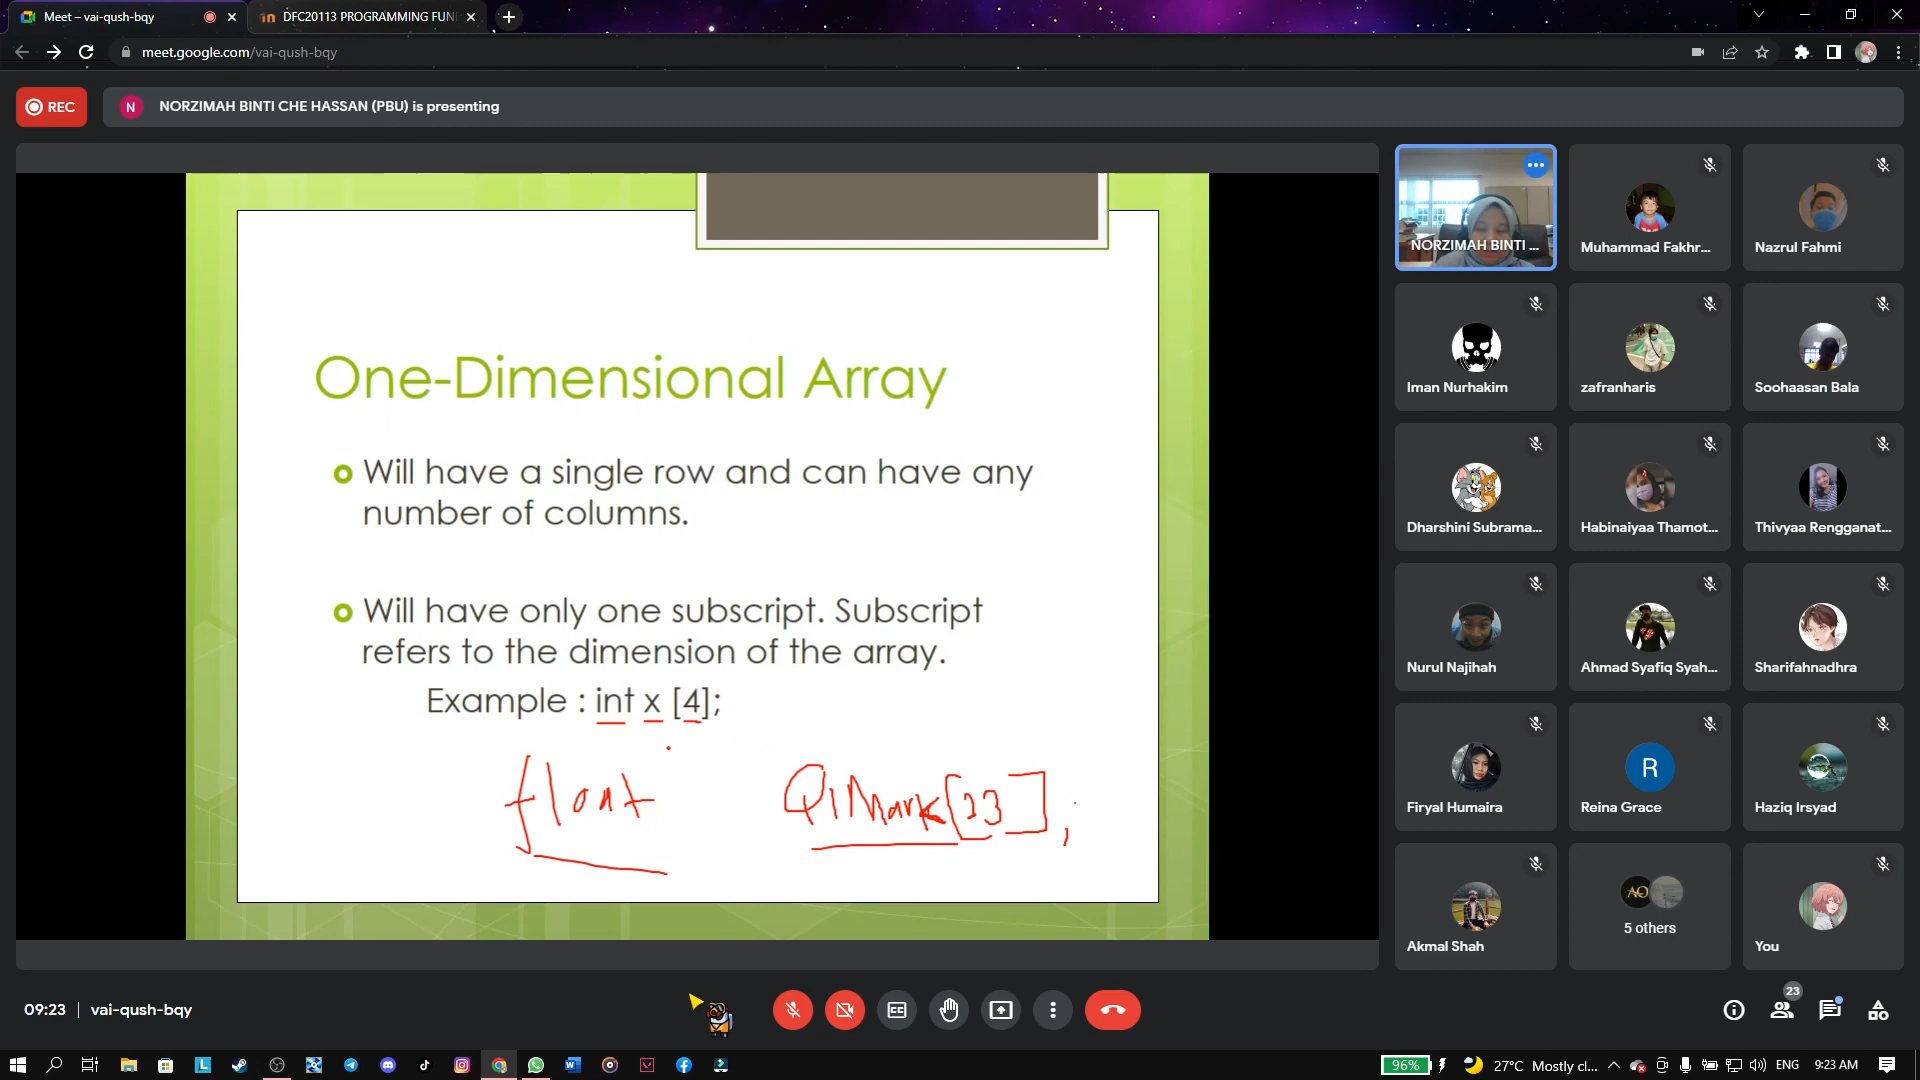 Meet – vai-qush-bqy
DFC20113 PROGRAMMING FUN
meet.google.com/vai-qush-bqy
REC
N
NORZIMAH BINTI CHE HASSAN (PBU) is presenting
One-Dimensional Array
Will have a single row and can have any
number of columns.
Will have only one subscript. Subscript
refers to the dimension of the array.
Example : int x [4];
float Q1Mark[23];
NORZIMAH BINTI ...
Muhammad Fakhr...
Nazrul Fahmi
Iman Nurhakim
zafranharis
Soohaasan Bala
Dharshini Subrama...
Habinaiyaa Thamot...
Thivyaa Rengganat...
Nurul Najihah
Ahmad Syafiq Syah...
Sharifahnadhra
Firyal Humaira
R
Reina Grace
Haziq Irsyad
Akmal Shah
AO
5 others
You
09:23 | vai-qush-bqy
23
96%
27°C Mostly cl...
ENG
9:23 AM